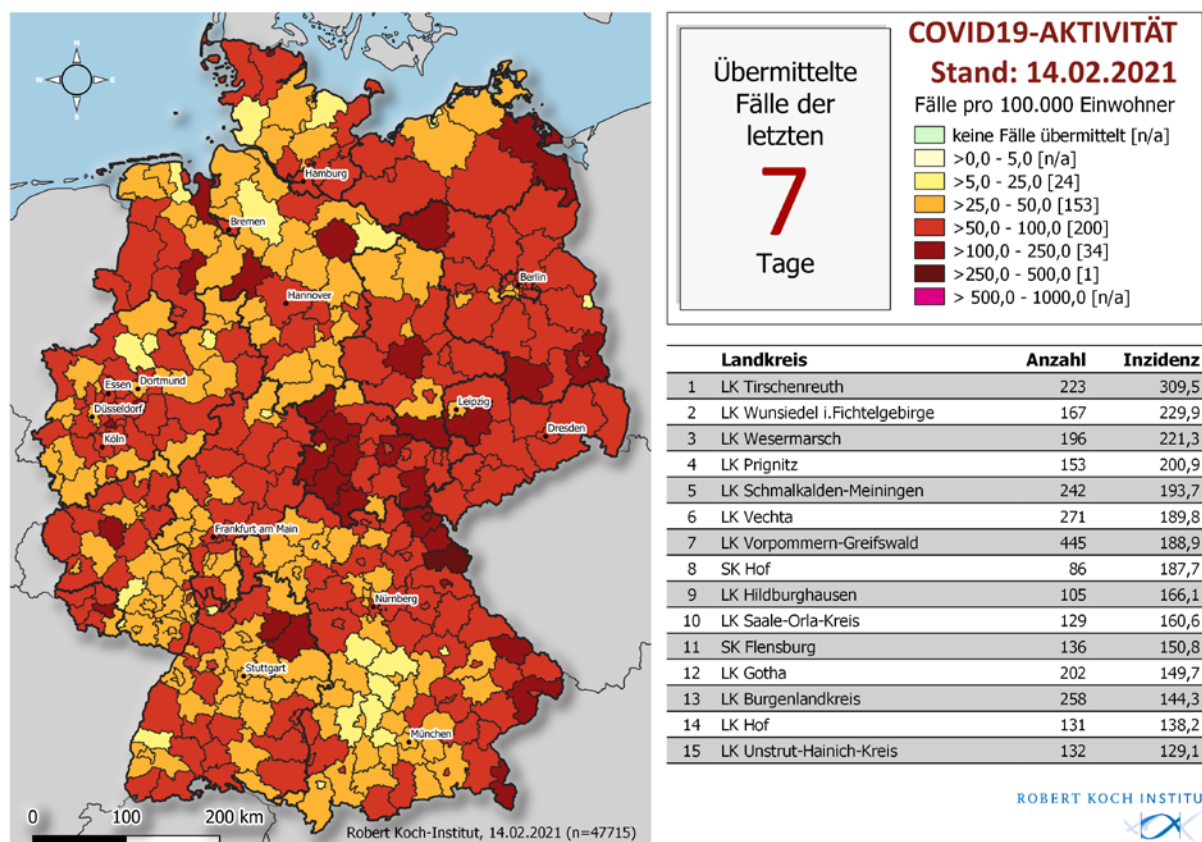 N
W
E
S
Hamburg
Bremen
Berlin
Hannover
Essen
Dortmund
Düsseldorf
Leipzig
Köln
Dresden
Frankfurt am Main
Nürnberg
Stuttgart
München
0 100 200 km
Robert Koch-Institut, 14.02.2021 (n=47715)
Übermittelte
Fälle der
letzten
7
Tage
COVID19-AKTIVITÄT
Stand: 14.02.2021
Fälle pro 100.000 Einwohner
keine Fälle übermittelt [n/a]
>0,0 - 5,0 [n/a]
>5,0 - 25,0 [24]
>25,0 - 50,0 [153]
>50,0 - 100,0 [200]
>100,0 - 250,0 [34]
>250,0 - 500,0 [1]
> 500,0 - 1000,0 [n/a]
Landkreis Anzahl Inzidenz
1 LK Tirschenreuth 223 309,5
2 LK Wunsiedel i.Fichtelgebirge 167 229,9
3 LK Wesermarsch 196 221,3
4 LK Prignitz 153 200,9
5 LK Schmalkalden-Meiningen 242 193,7
6 LK Vechta 271 189,8
7 LK Vorpommern-Greifswald 445 188,9
8 SK Hof 86 187,7
9 LK Hildburghausen 105 166,1
10 LK Saale-Orla-Kreis 129 160,6
11 SK Flensburg 136 150,8
12 LK Gotha 202 149,7
13 LK Burgenlandkreis 258 144,3
14 LK Hof 131 138,2
15 LK Unstrut-Hainich-Kreis 132 129,1
ROBERT KOCH INSTITU